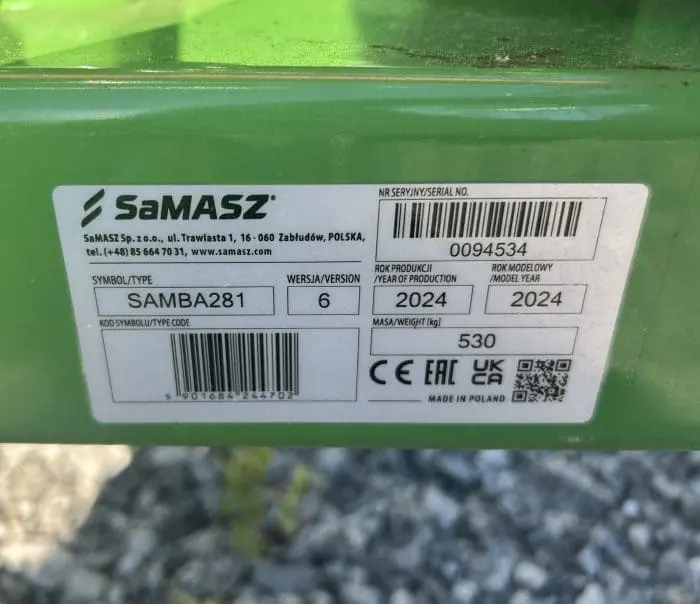 SaMASZ
SaMASZ Sp. z o.o., ul. Trawiasta 1, 16 - 060 Zabłudów, POLSKA,
tel. (+48) 85 664 70 31, www.samasz.com
NR SERYJNY/SERIAL NO.
0094534
SYMBOL/TYPE
SAMBA281
WERSJA/VERSION
6
ROK PRODUKCJI
/YEAR OF PRODUCTION
2024
ROK MODELOWY
/MODEL YEAR
2024
KOD SYMBOLU/TYPE CODE
5 901684 244702
MASA/WEIGHT [kg]
530
CE EAC UK
CA
MADE IN POLAND